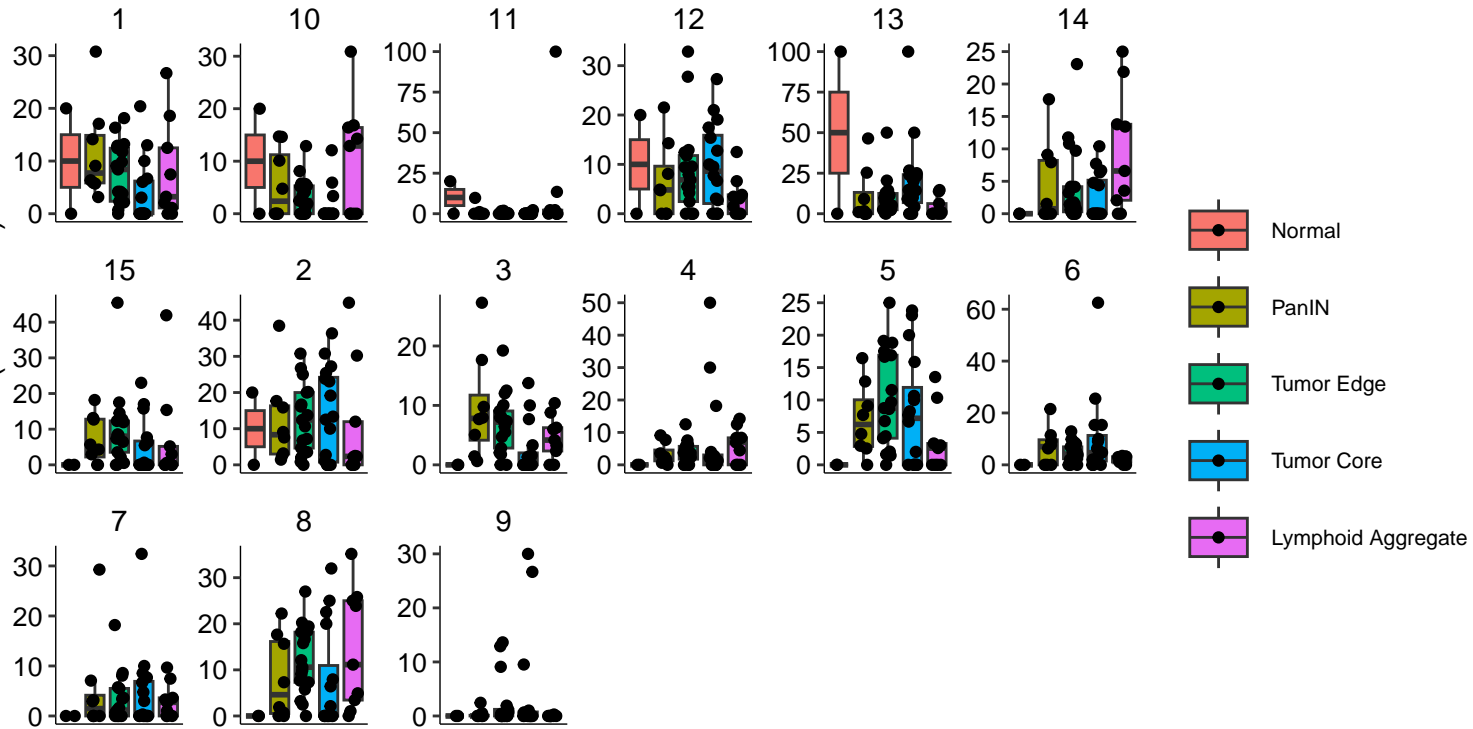 1 10 11 12 13 14
30 30 100 30 100 25
20 20 75 20 75 20
10 10 50 10 50 15
0 0 25 0 25 10
0 0 5
0
15 2 3 4 5 6
40 40 20 50 25 60
30 30 10 40 20 40
20 20 0 30 15 20
10 10 20 10 0
0 0 10 5
0 0
7 8 9
30 30 30
20 20 20
10 10 10
0 0 0
Normal
PanIN
Tumor Edge
Tumor Core
Lymphoid Aggregate